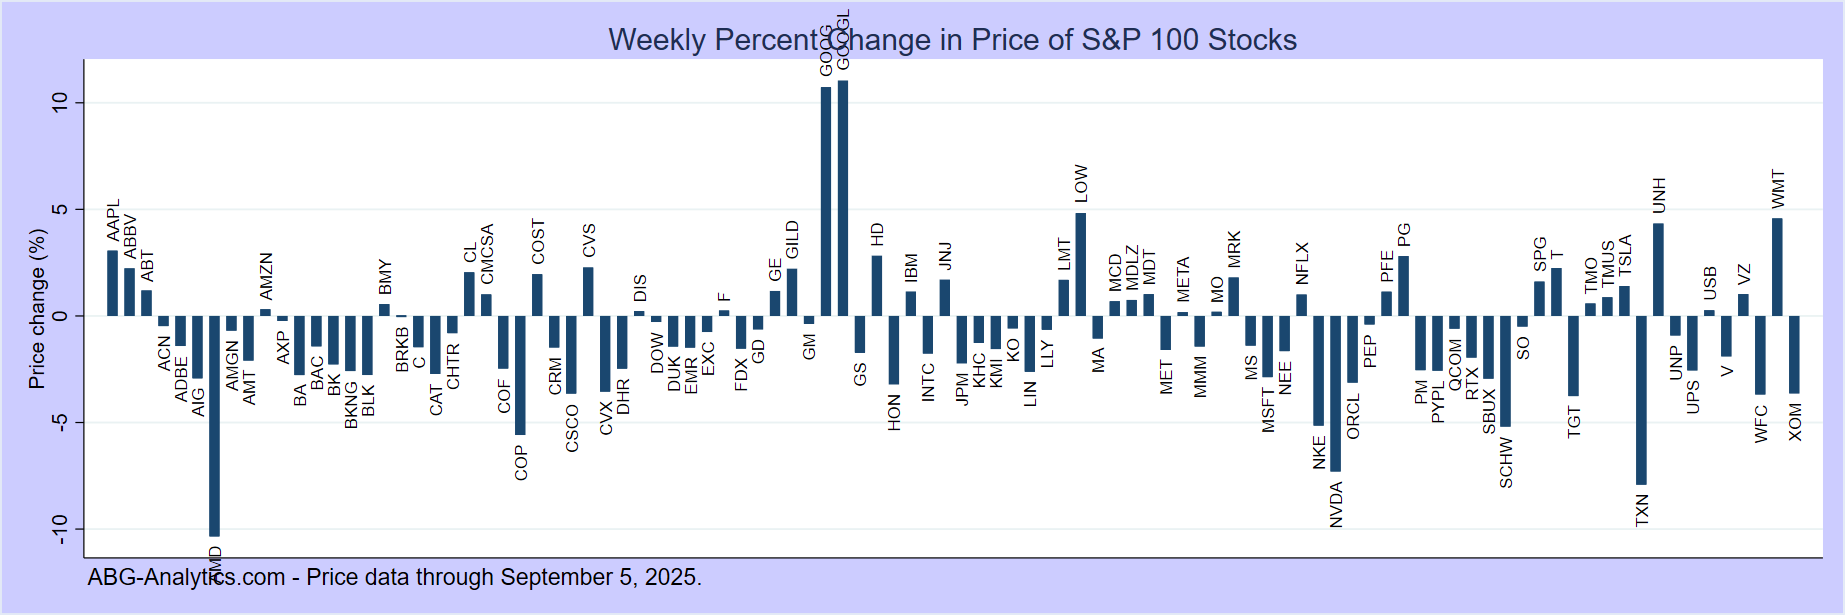 Weekly Percent Change in Price of S&P 100 Stocks
Price change (%)
10
5
0
-5
-10
AAPL
ABBV
ABT
ACN
ADBE
AIG
AMD
AMGN
AMT
AMZN
AXP
BA
BAC
BK
BKNG
BLK
BMY
BRKB
C
CAT
CHTR
CL
CMCSA
COF
COP
COST
CRM
CSCO
CVS
CVX
DHR
DIS
DOW
DUK
EMR
EXC
F
FDX
GD
GE
GILD
GM
GOOG
GOOGL
GS
HD
HON
IBM
INTC
JNJ
JPM
KHC
KMI
KO
LIN
LLY
LMT
LOW
MA
MCD
MDLZ
MDT
MET
META
MMM
MO
MRK
MS
MSFT
NEE
NFLX
NKE
NVDA
ORCL
PEP
PFE
PG
PM
PYPL
QCOM
RTX
SBUX
SCHW
SO
SPG
T
TGT
TMO
TMUS
TSLA
TXN
UNH
UNP
UPS
USB
V
VZ
WFC
WMT
XOM
ABG-Analytics.com - Price data through September 5, 2025.